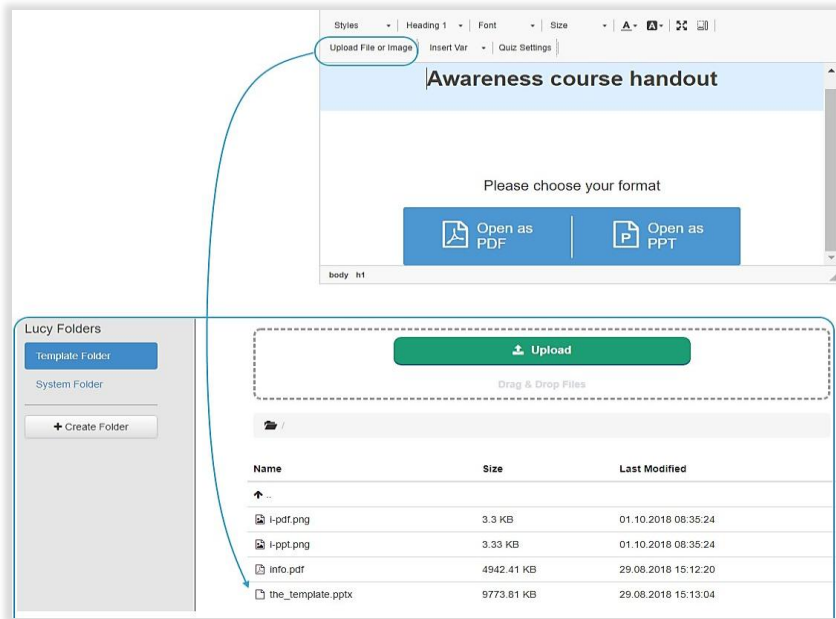 Styles Heading 1 Font Size A A
Upload File or Image Insert Var Quiz Settings
Awareness course handout
Please choose your format
Open as PDF
Open as PPT
body h1
Lucy Folders
Template Folder
System Folder
+ Create Folder
Upload
Drag & Drop Files
/
Name Size Last Modified
..
i-pdf.png 3.3 KB 01.10.2018 08:35:24
i-ppt.png 3.33 KB 01.10.2018 08:35:24
info.pdf 4942.41 KB 29.08.2018 15:12:20
the_template.pptx 9773.81 KB 29.08.2018 15:13:04